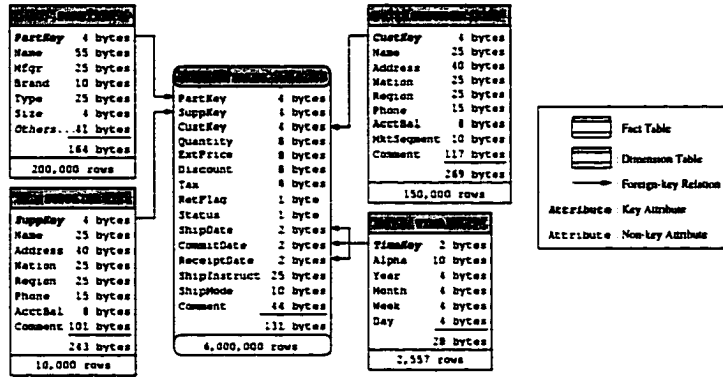 PartKey 4 bytes
Name 55 bytes
Mfgr 25 bytes
Brand 10 bytes
Type 25 bytes
Size 4 bytes
Others... 41 bytes
164 bytes
200,000 rows
SuppKey 4 bytes
Name 25 bytes
Address 40 bytes
Nation 25 bytes
Region 25 bytes
Phone 15 bytes
AcctBal 8 bytes
Comment 101 bytes
243 bytes
10,000 rows
PartKey 4 bytes
SuppKey 4 bytes
CustKey 4 bytes
Quantity 8 bytes
ExtPrice 8 bytes
Discount 8 bytes
Tax 8 bytes
RetFlag 1 byte
Status 1 byte
ShipDate 2 bytes
CommitDate 2 bytes
ReceiptDate 2 bytes
ShipInstruct 25 bytes
ShipMode 10 bytes
Comment 44 bytes
131 bytes
6,000,000 rows
CustKey 4 bytes
Name 25 bytes
Address 40 bytes
Nation 25 bytes
Region 25 bytes
Phone 15 bytes
AcctBal 8 bytes
MktSegment 10 bytes
Comment 117 bytes
269 bytes
150,000 rows
TimeKey 2 bytes
Alpha 10 bytes
Year 4 bytes
Month 4 bytes
Week 4 bytes
Day 4 bytes
28 bytes
2,557 rows
Fact Table
Dimension Table
Foreign-key Relation
Attribute Key Attribute
Attribute Non-key Attribute